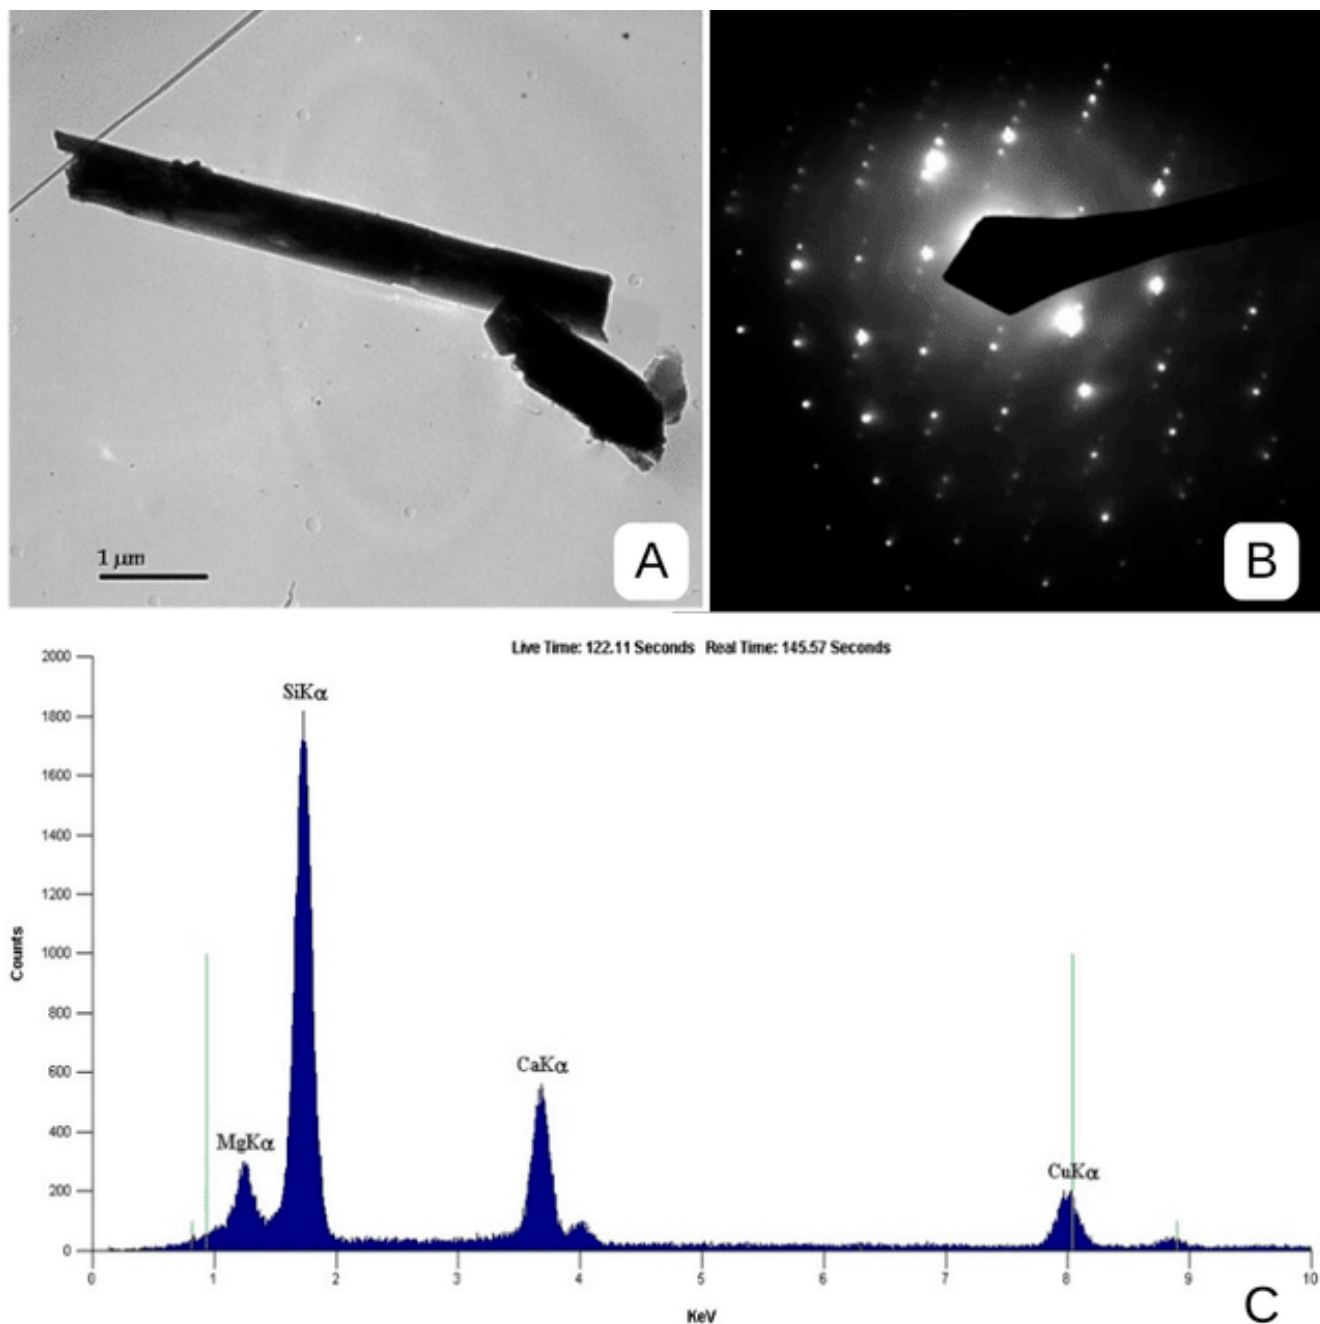 1 μm
A
B
Live Time: 122.11 Seconds Real Time: 145.57 Seconds
2000
1800
1600
1400
1200
1000
800
600
400
200
0
Counts
SiKα
MgKα
CaKα
CuKα
0 1 2 3 4 5 6 7 8 9 10
KeV
C